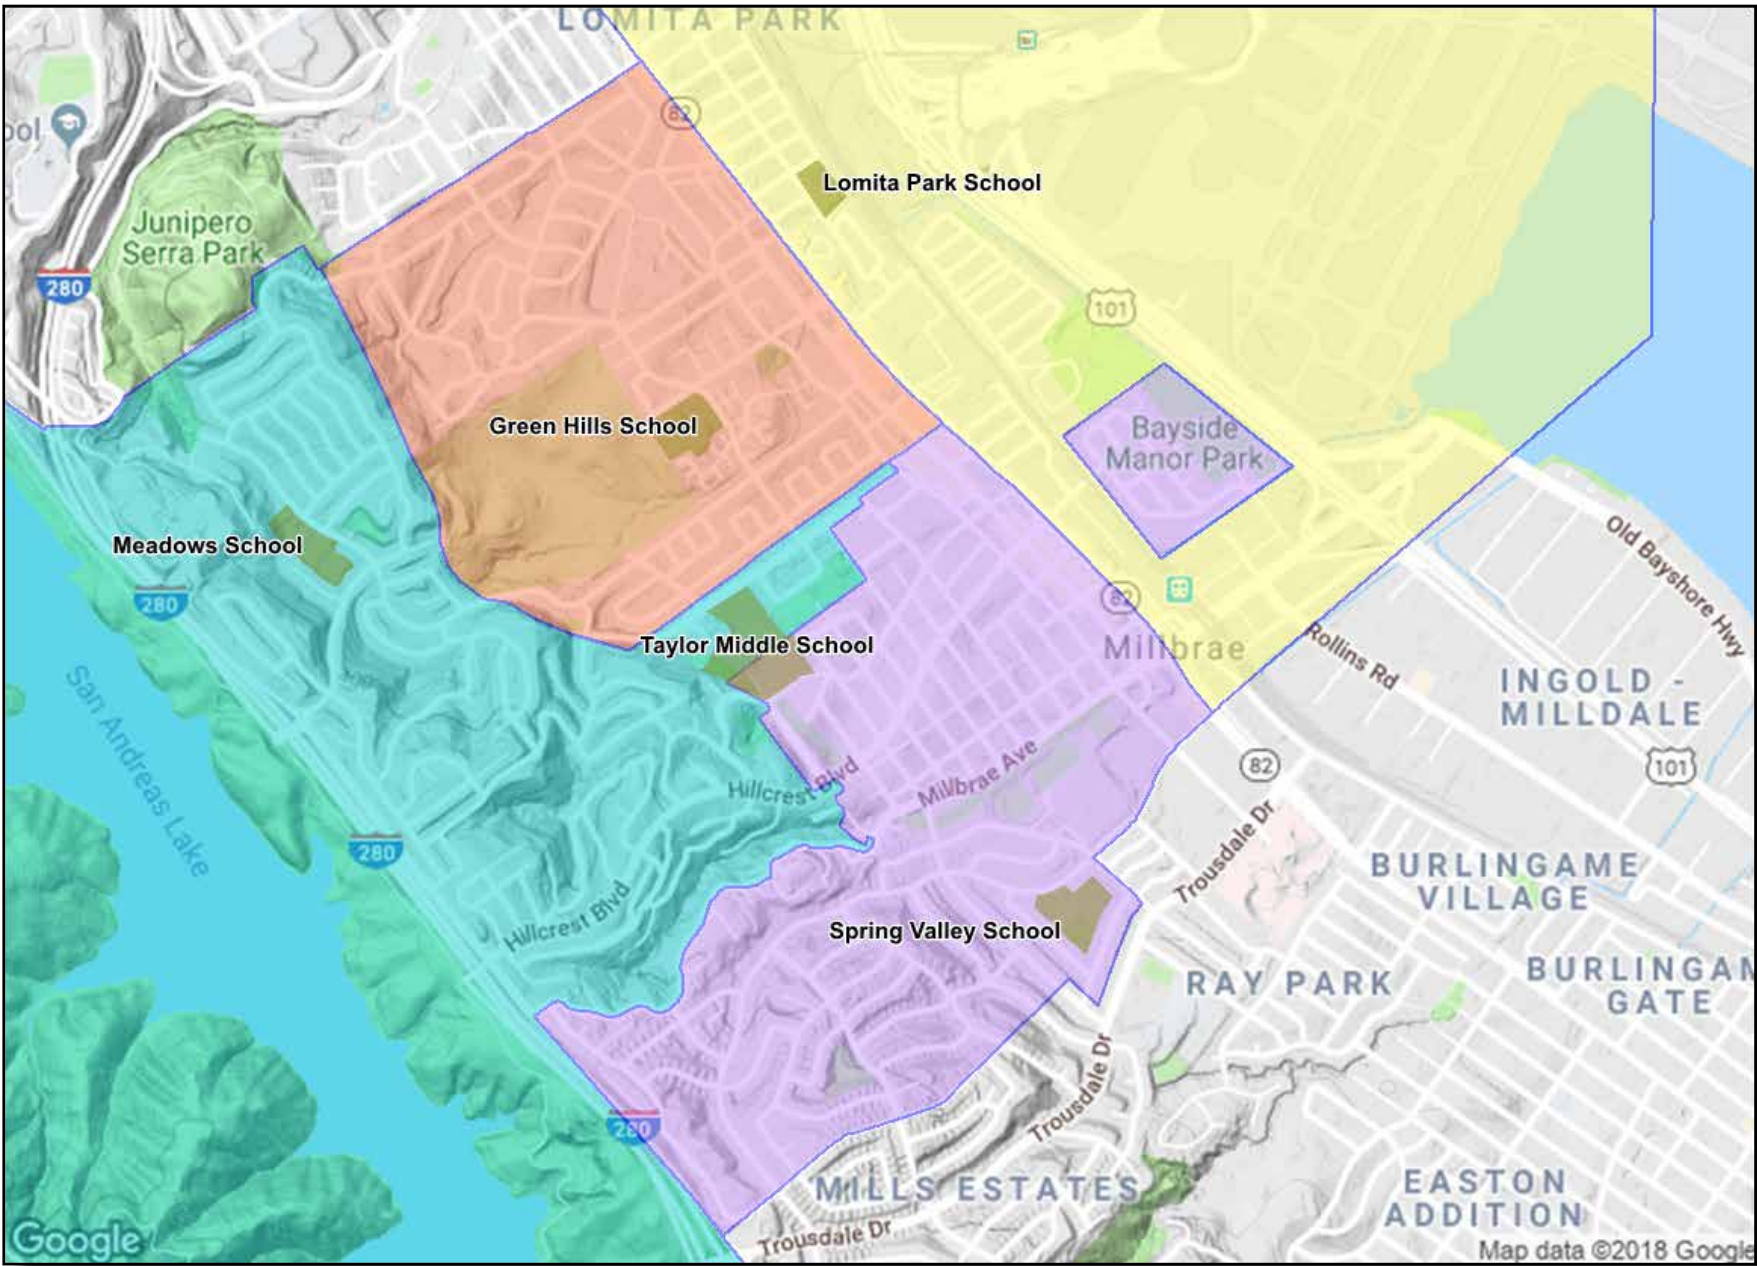 LOMITA PARK
82
ool
Lomita Park School
Junipero
Serra Park
280
101
Green Hills School
Bayside
Manor Park
Meadows School
280
82
Old Bayshore Hwy
Taylor Middle School
Millbrae
Rollins Rd
San Andreas Lake
INGOLD -
MILLDALE
82
101
Hillcrest Blvd
Millbrae Ave
280
Trousdale Dr
BURLINGAME
VILLAGE
Hillcrest Blvd
Spring Valley School
RAY PARK
BURLINGAM
GATE
Trousdale Dr
280
MILLS ESTATES
EASTON
ADDITION
Trousdale Dr
Google
Map data ©2018 Google